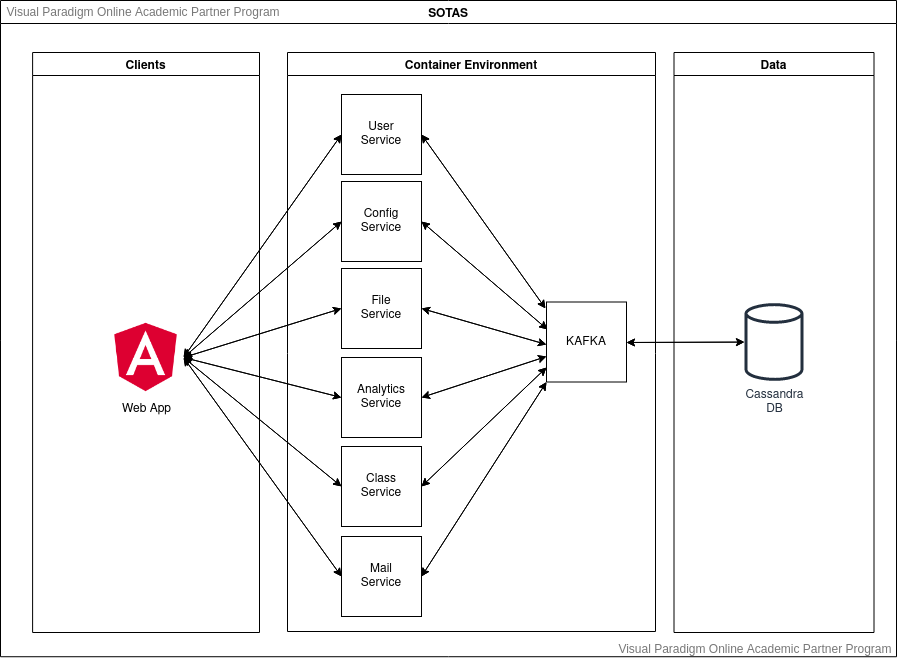 Visual Paradigm Online Academic Partner Program
SOTAS
Clients
Container Environment
Data
User
Service
Config
Service
File
Service
Analytics
Service
Class
Service
Mail
Service
KAFKA
Web App
Cassandra
DB
Visual Paradigm Online Academic Partner Program